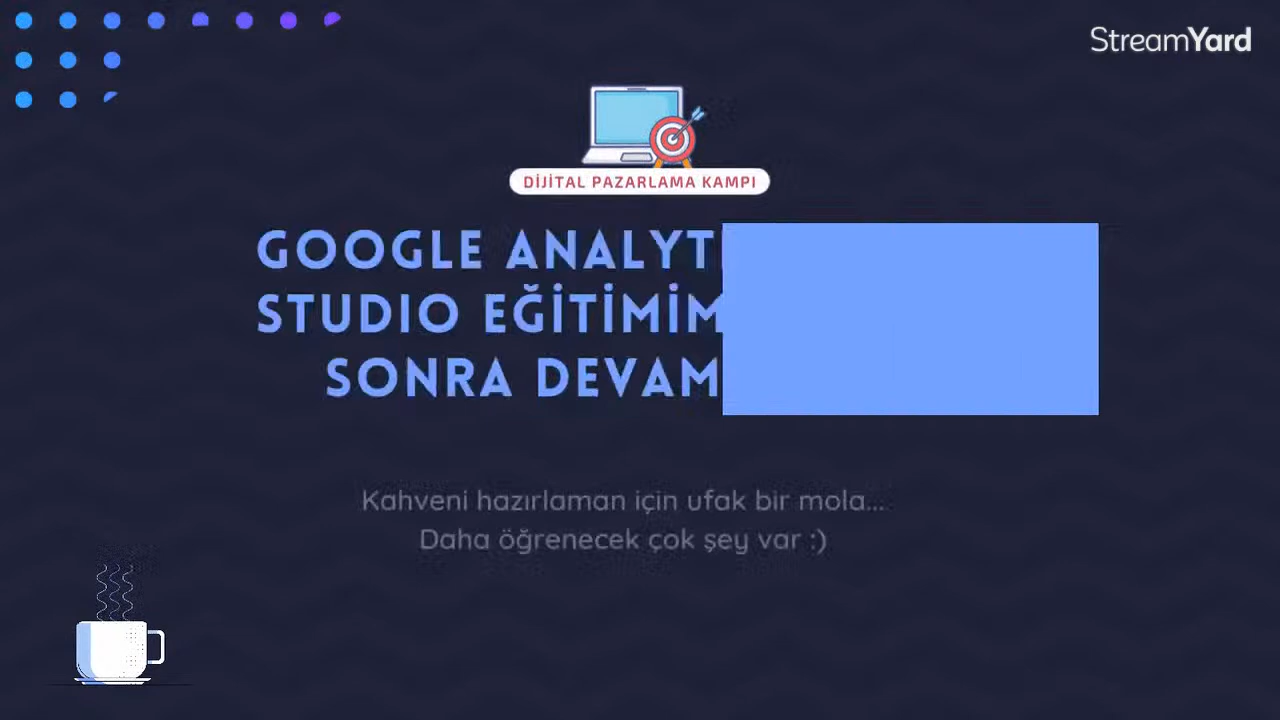 StreamYard
DİJİTAL PAZARLAMA KAMPI
GOOGLE ANALYT
STUDIO EĞİTİMİM
SONRA DEVAM
Kahveni hazırlaman için ufak bir mola...
Daha öğrenecek çok şey var :)